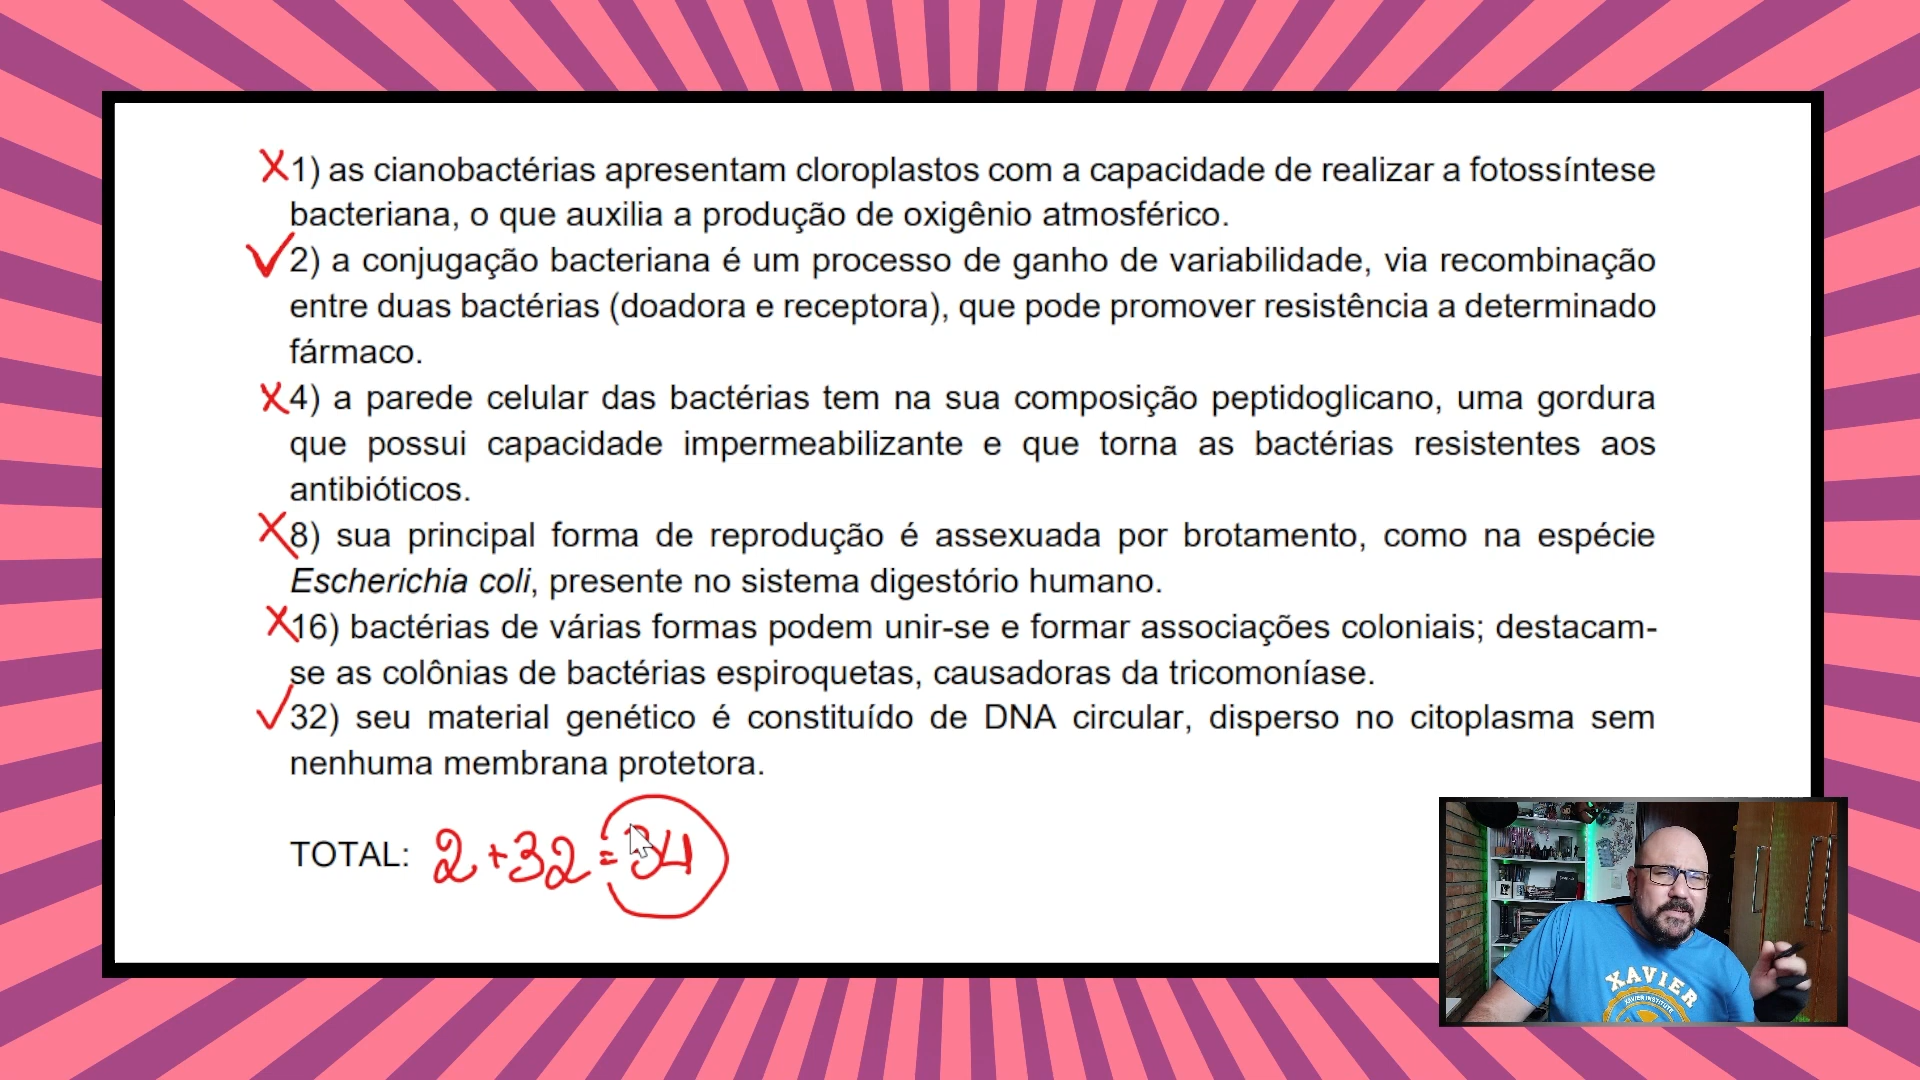 X 1) as cianobactérias apresentam cloroplastos com a capacidade de realizar a fotossíntese
bacteriana, o que auxilia a produção de oxigênio atmosférico.
✓ 2) a conjugação bacteriana é um processo de ganho de variabilidade, via recombinação
entre duas bactérias (doadora e receptora), que pode promover resistência a determinado
fármaco.
X 4) a parede celular das bactérias tem na sua composição peptidoglicano, uma gordura
que possui capacidade impermeabilizante e que torna as bactérias resistentes aos
antibióticos.
X 8) sua principal forma de reprodução é assexuada por brotamento, como na espécie
Escherichia coli, presente no sistema digestório humano.
X 16) bactérias de várias formas podem unir-se e formar associações coloniais; destacam-
se as colônias de bactérias espiroquetas, causadoras da tricomoníase.
✓ 32) seu material genético é constituído de DNA circular, disperso no citoplasma sem
nenhuma membrana protetora.
TOTAL: 2+32=34
XAVIER
XAVIER INSTITUTE